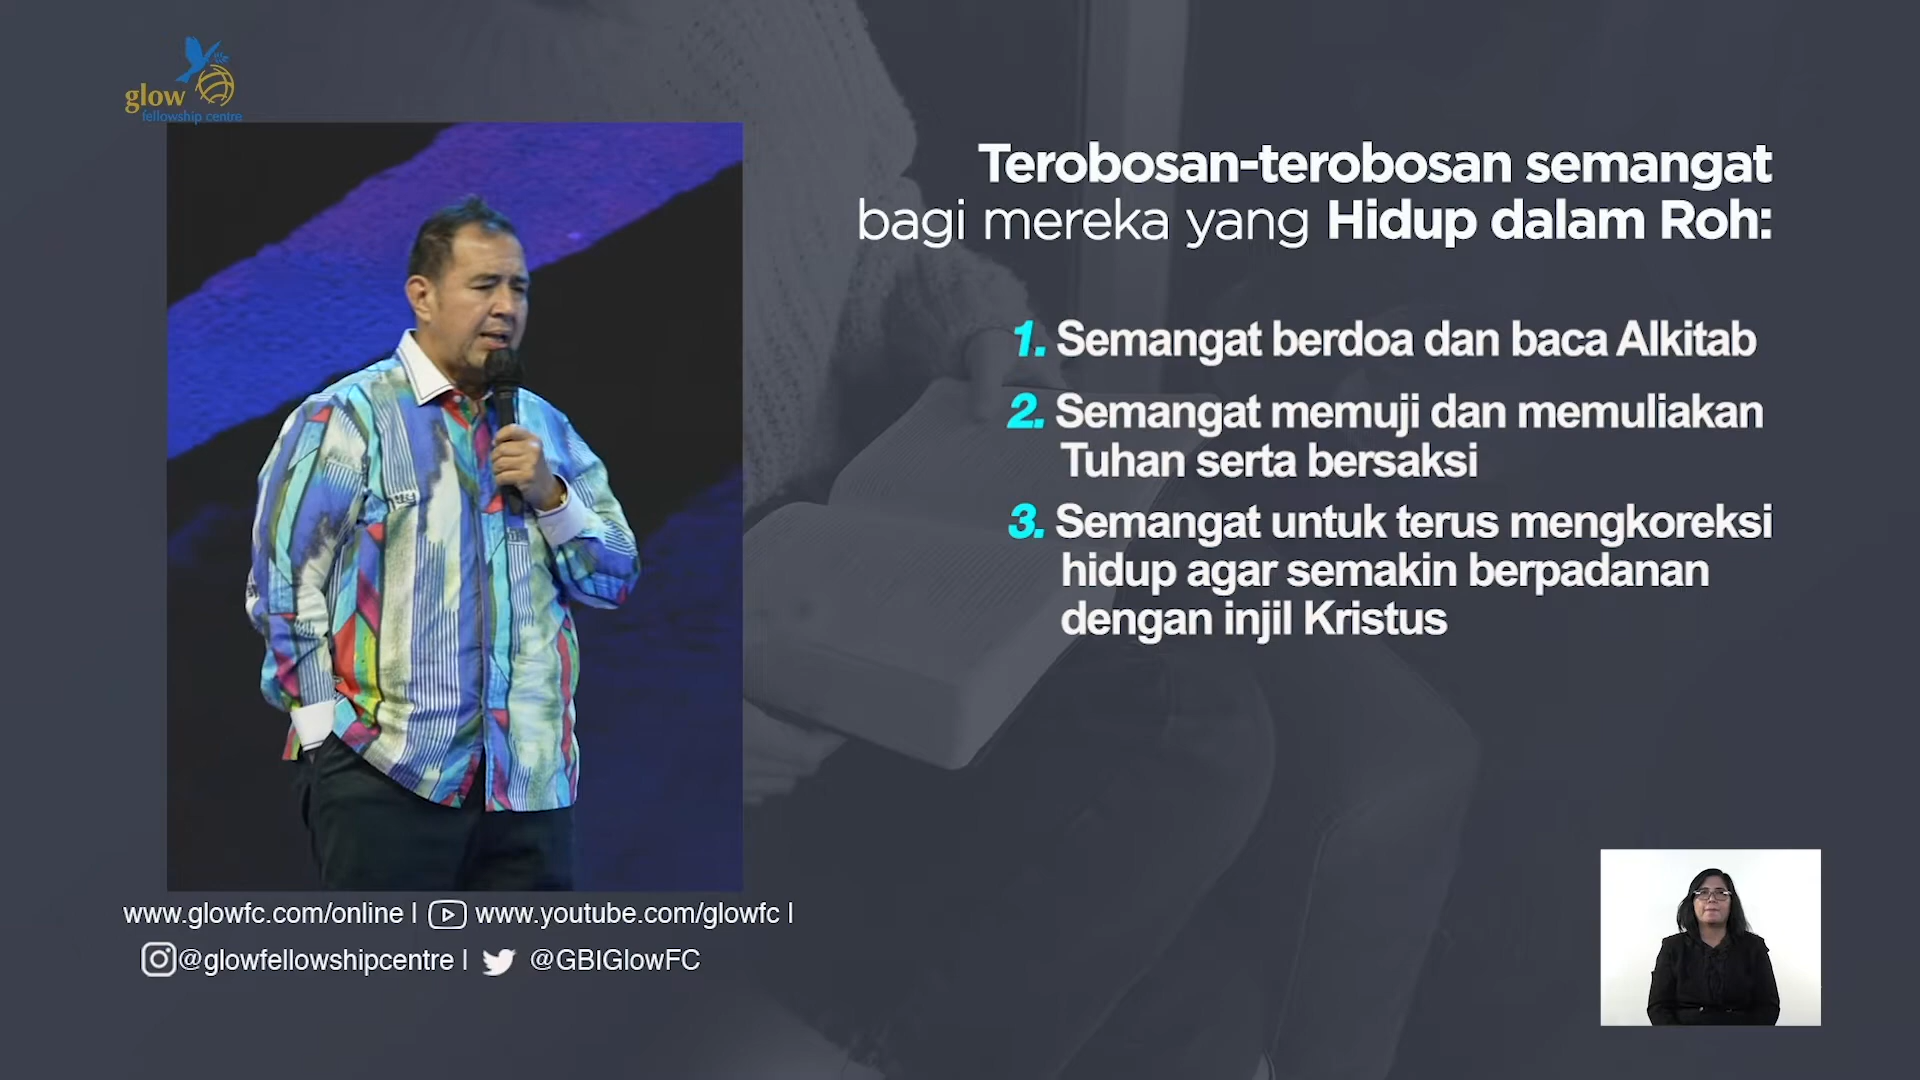 glow
fellowship centre
Terobosan-terobosan semangat
bagi mereka yang Hidup dalam Roh:
1. Semangat berdoa dan baca Alkitab
2. Semangat memuji dan memuliakan
Tuhan serta bersaksi
3. Semangat untuk terus mengkoreksi
hidup agar semakin berpadanan
dengan injil Kristus
www.glowfc.com/online | www.youtube.com/glowfc |
@glowfellowshipcentre | @GBIGlowFC